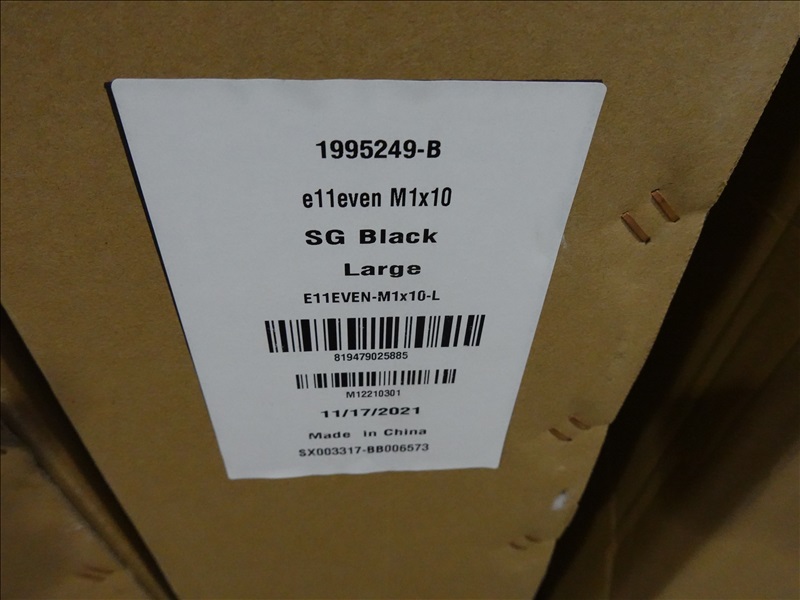 1995249-B
e11even M1x10
SG Black
Large
E11EVEN-M1x10-L
819479025885
M12210301
11/17/2021
Made in China
SX003317-BB006573